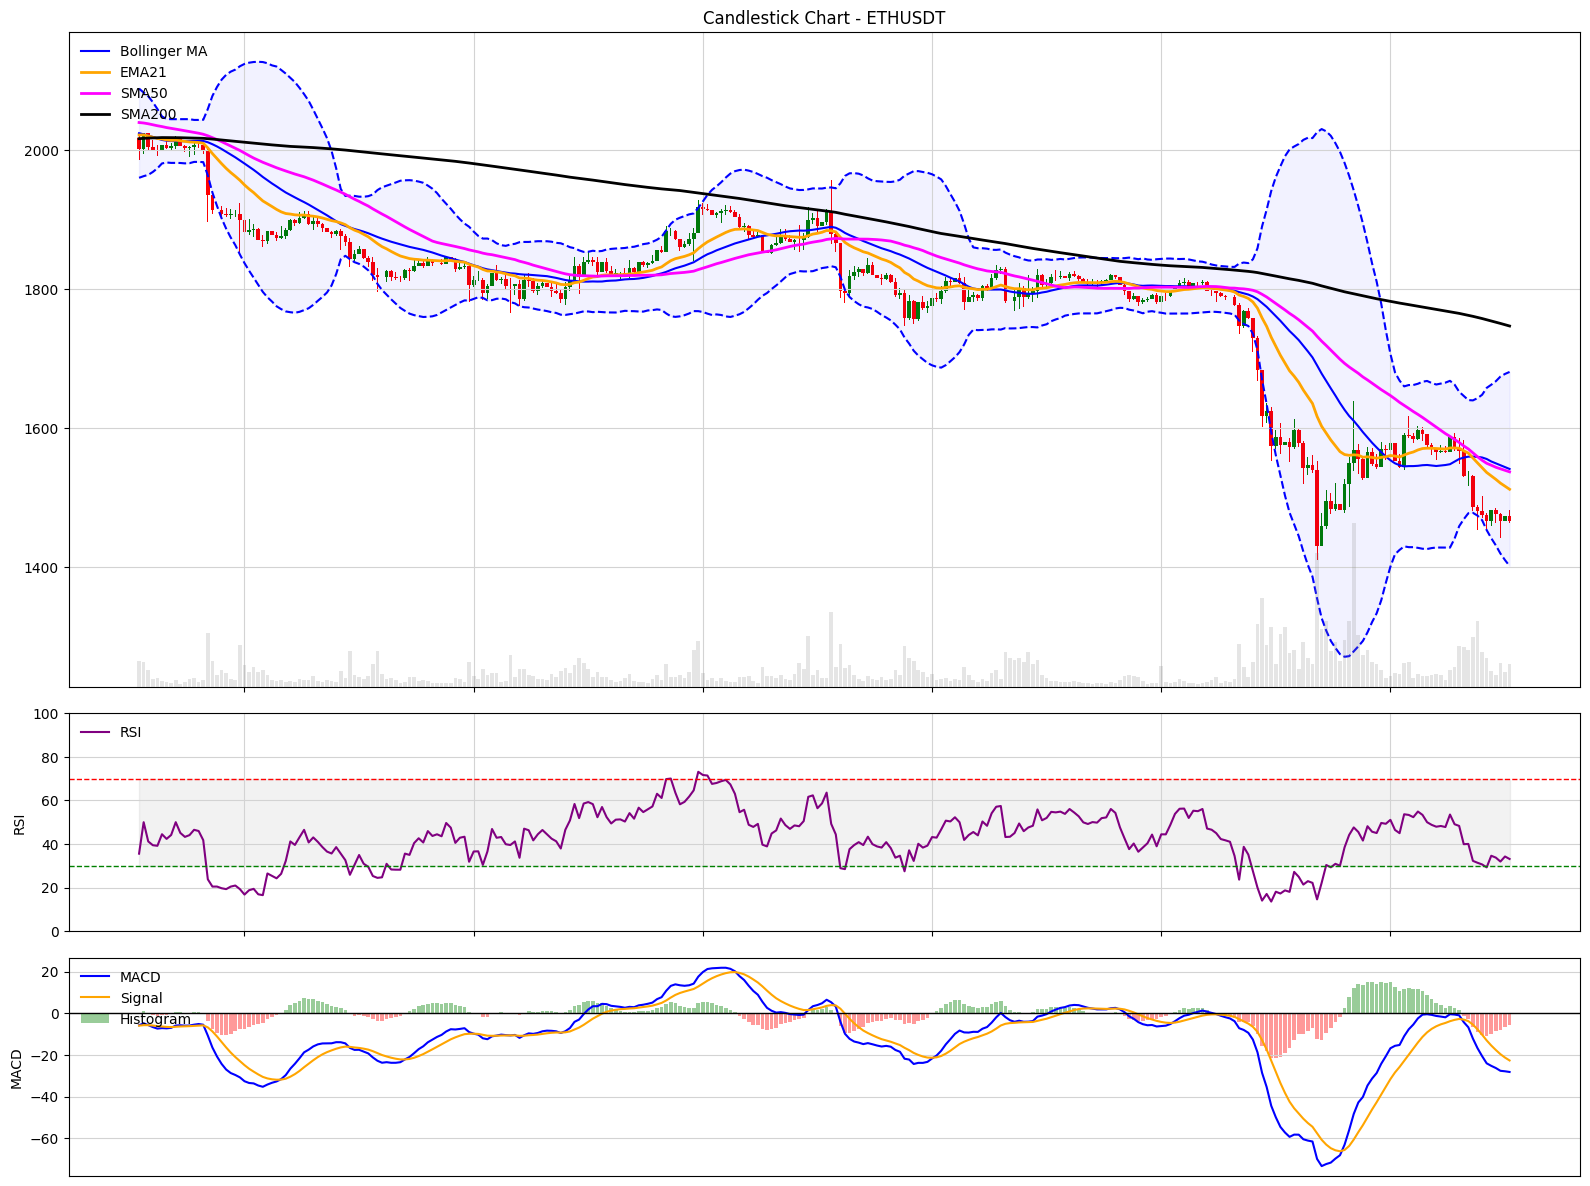 Candlestick Chart - ETHUSDT
Bollinger MA
EMA21
SMA50
SMA200
2000
1800
1600
1400
RSI
100
80
60
40
20
0
RSI
MACD
Signal
Histogram
20
0
−20
−40
−60
MACD